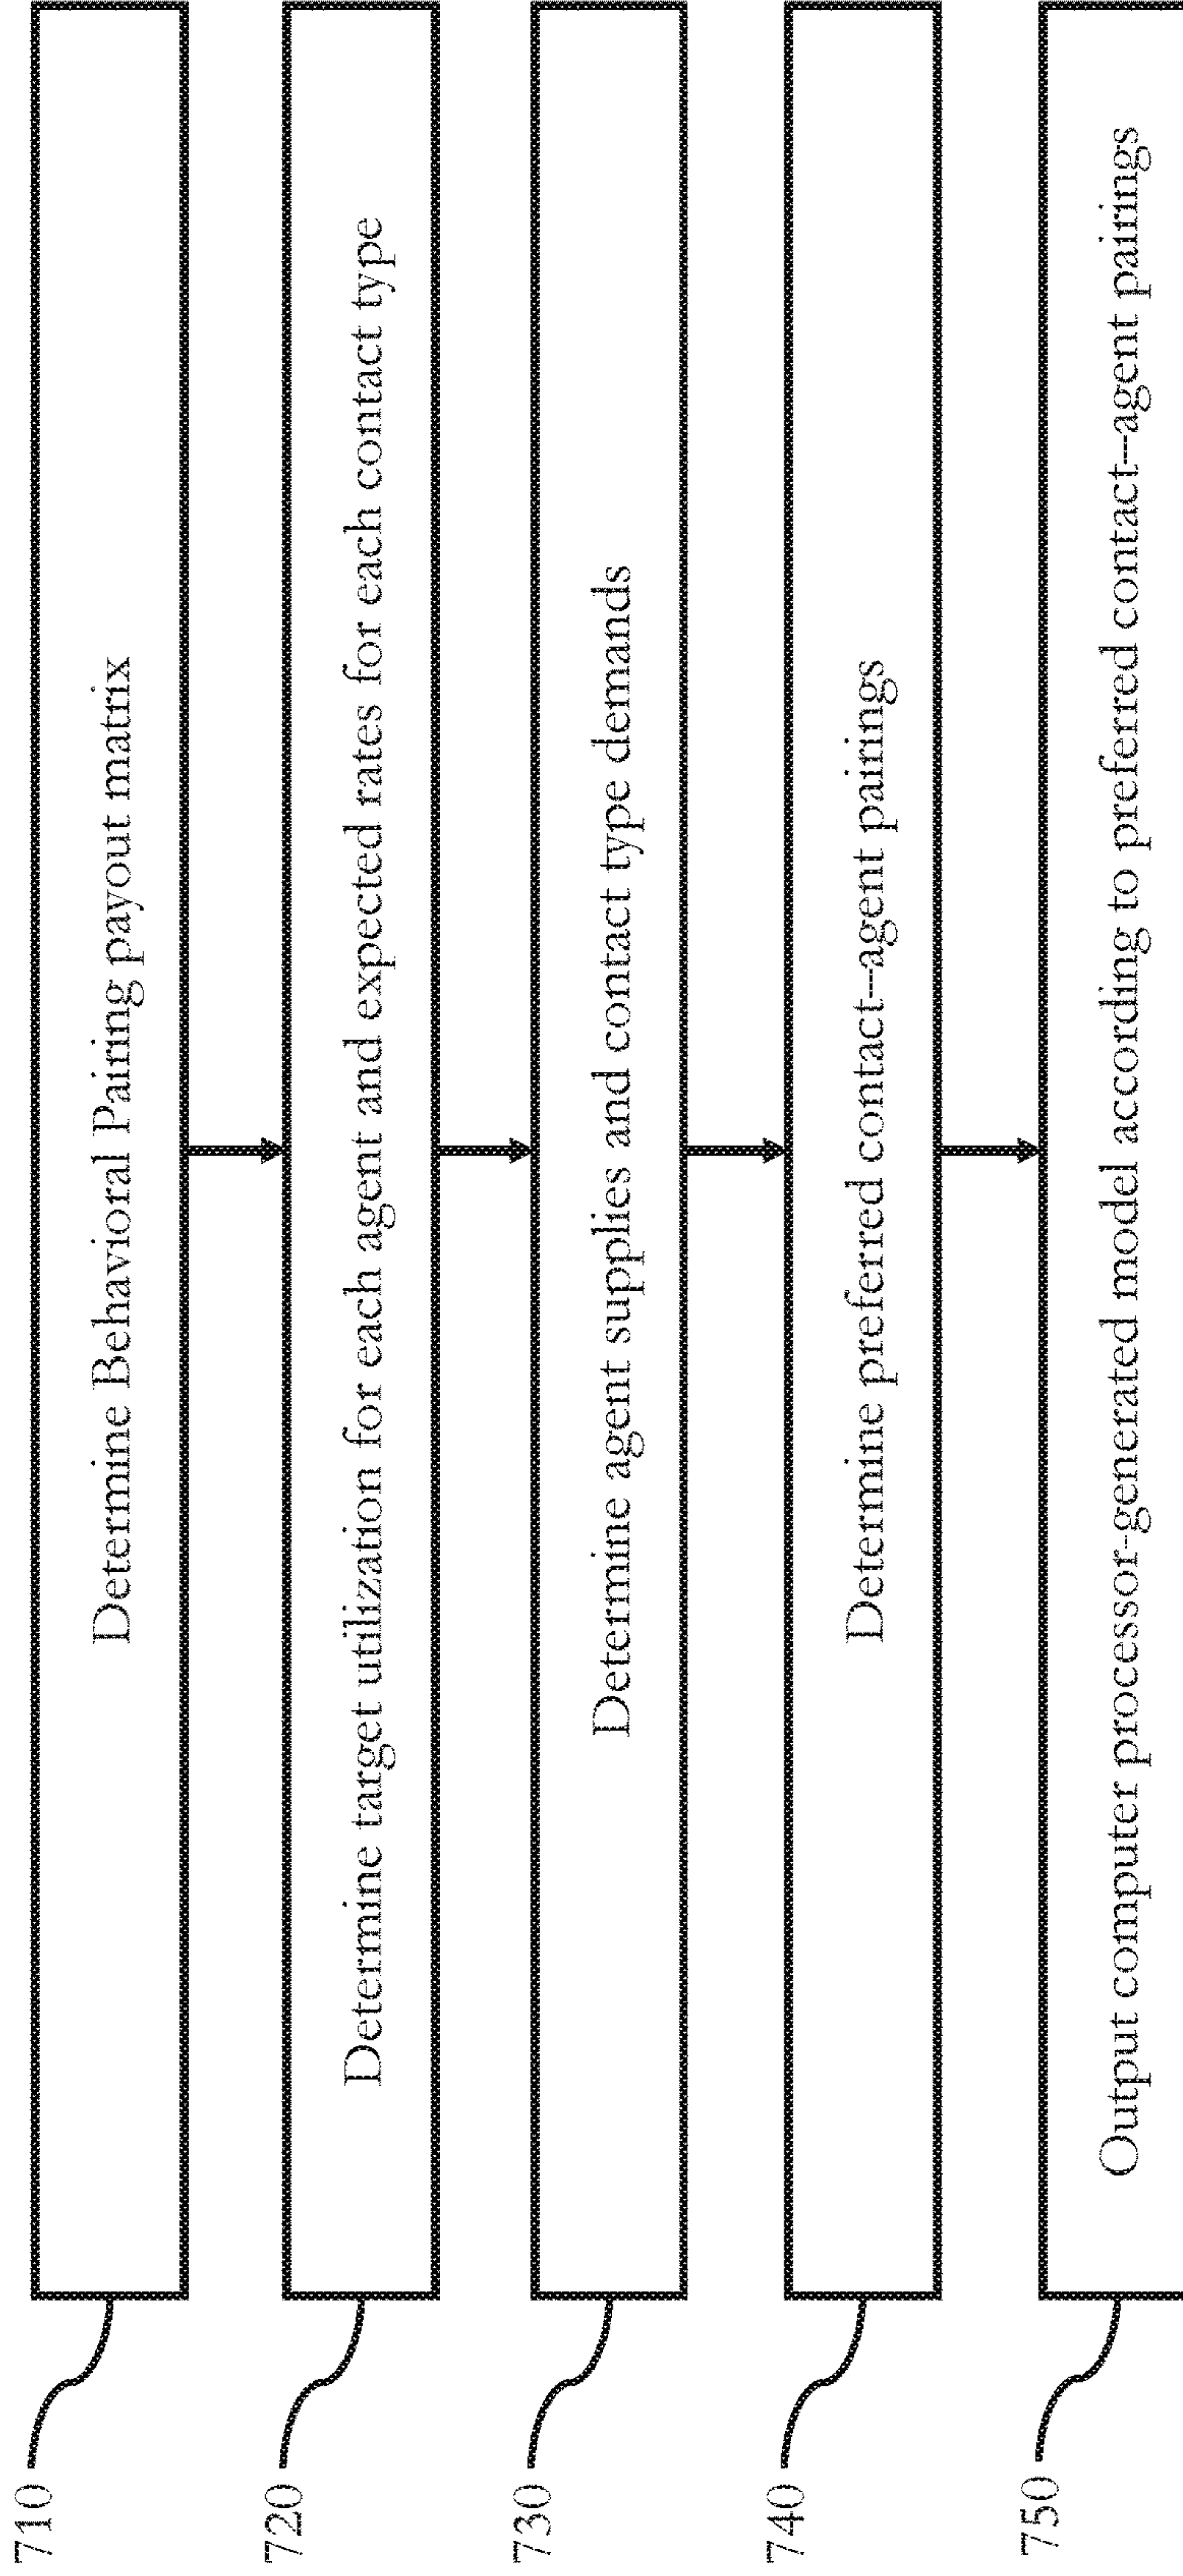 710
Determine Behavioral Pairing payout matrix
720
Determine target utilization for each agent and expected rates for each contact type
730
Determine agent supplies and contact type demands
740
Determine preferred contact--agent pairings
750
Output computer processor-generated model according to preferred contact--agent pairings